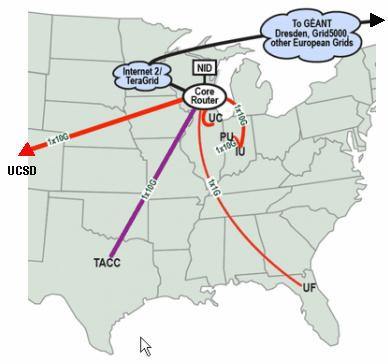 To GÉANT
Dresden, Grid5000,
other European Grids
Internet 2/
TeraGrid
NID
Core
Router
UC
PU
IU
1x10G
1x10G
1x10G
1x10G
1x1G
UCSD
TACC
UF